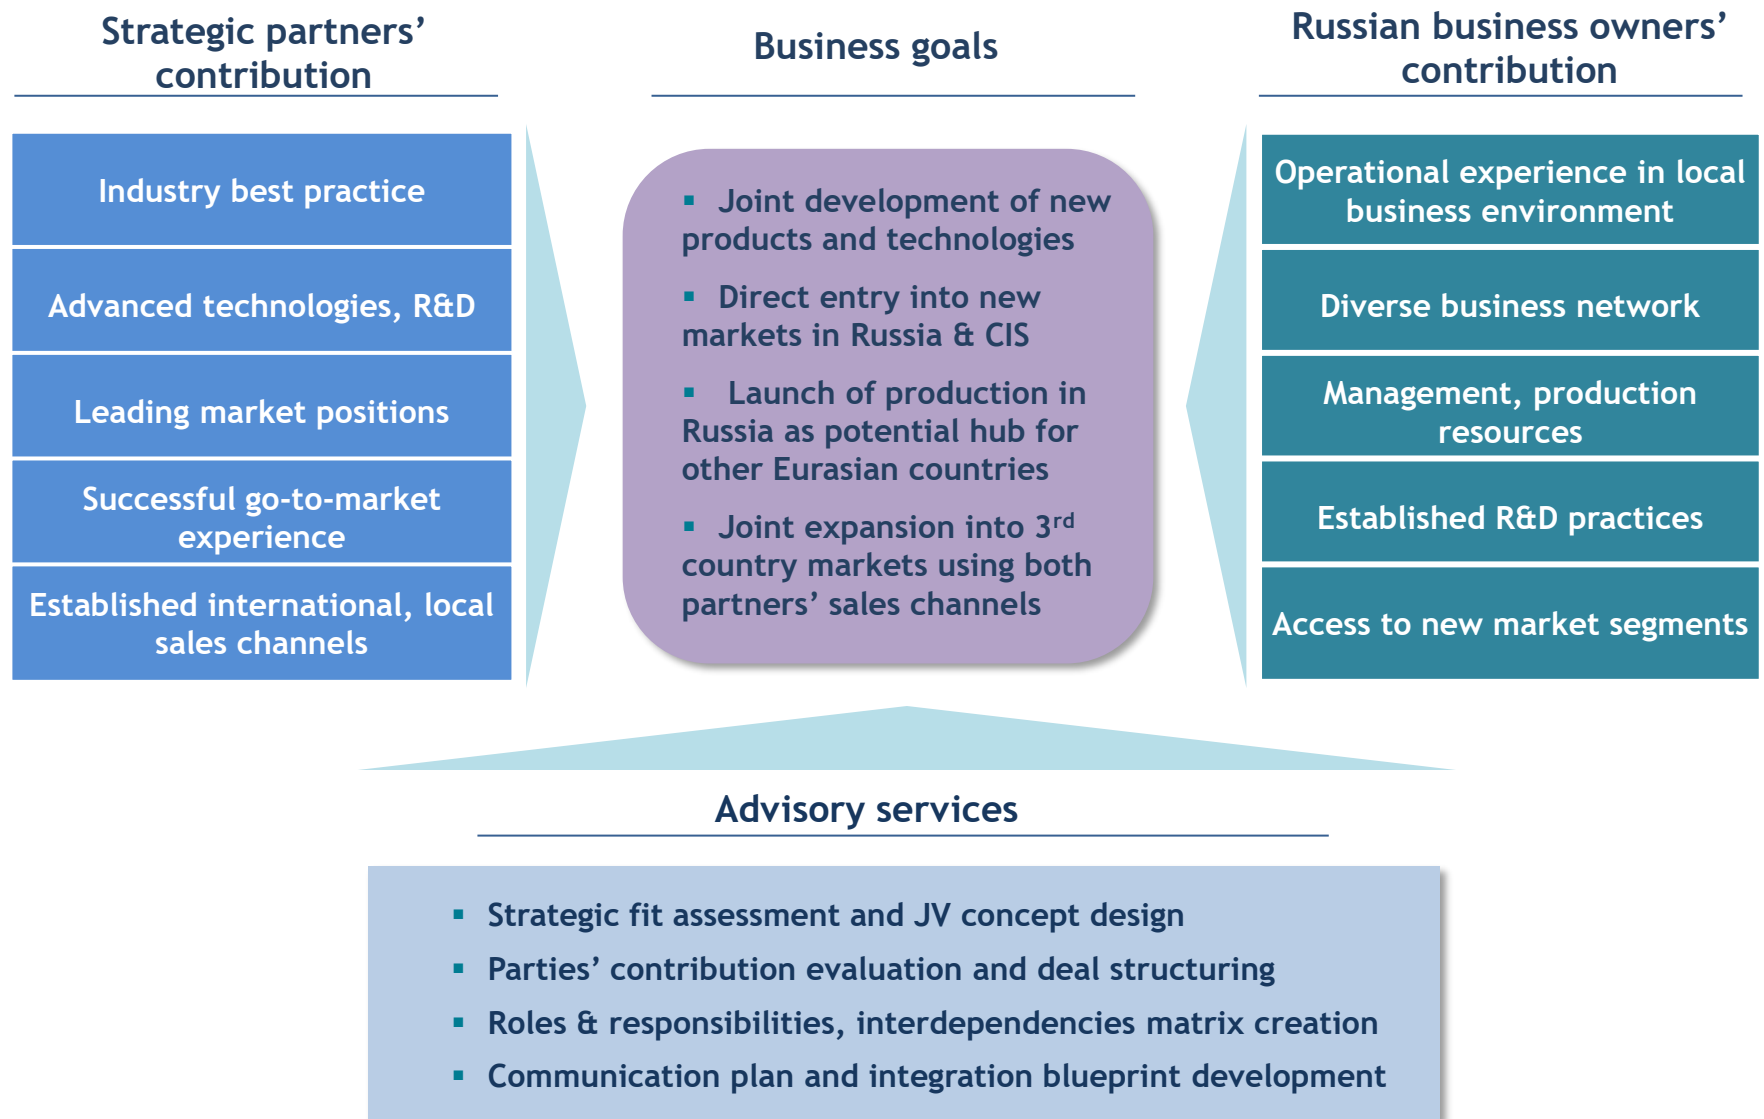 Strategic partners’
contribution
Industry best practice
Advanced technologies, R&D
Leading market positions
Successful go-to-market
experience
Established international, local
sales channels
Business goals
▪ Joint development of new
products and technologies
▪ Direct entry into new
markets in Russia & CIS
▪ Launch of production in
Russia as potential hub for
other Eurasian countries
▪ Joint expansion into 3rd
country markets using both
partners’ sales channels
Russian business owners’
contribution
Operational experience in local
business environment
Diverse business network
Management, production
resources
Established R&D practices
Access to new market segments
Advisory services
▪ Strategic fit assessment and JV concept design
▪ Parties’ contribution evaluation and deal structuring
▪ Roles & responsibilities, interdependencies matrix creation
▪ Communication plan and integration blueprint development